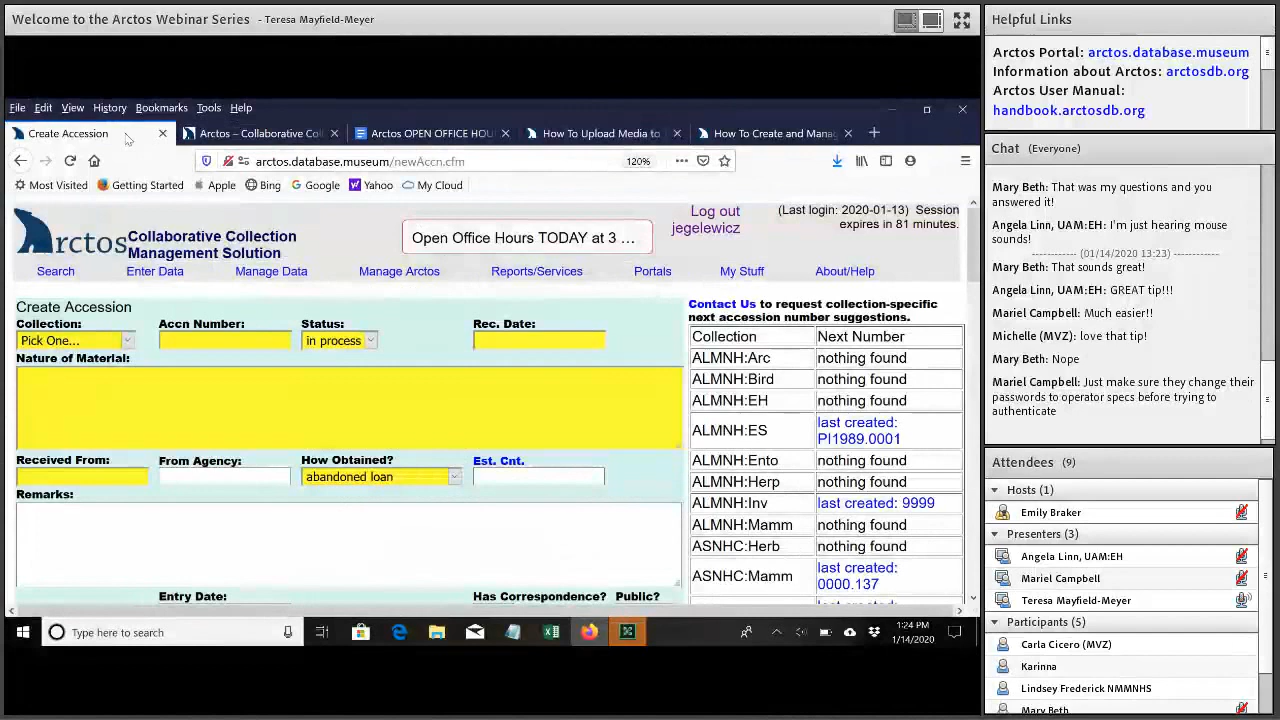 Welcome to the Arctos Webinar Series - Teresa Mayfield-Meyer
File Edit View History Bookmarks Tools Help
Create Accession
Arctos – Collaborative Co
Arctos OPEN OFFICE HOU
How To Upload Media to
How To Create and Mana
arctos.database.museum/newAccn.cfm
120%
Most Visited Getting Started Apple Bing Google Yahoo My Cloud
Arctos
Collaborative Collection
Management Solution
Open Office Hours TODAY at 3 ...
Log out
jegelewicz
(Last login: 2020-01-13) Session
expires in 81 minutes.
Search Enter Data Manage Data Manage Arctos Reports/Services Portals My Stuff About/Help
Create Accession
Collection: Accn Number: Status: Rec. Date:
Pick One... in process
Nature of Material:
Received From: From Agency: How Obtained? Est. Cnt.
abandoned loan
Remarks:
Entry Date: Has Correspondence? Public?
Contact Us to request collection-specific
next accession number suggestions.
Collection Next Number
ALMNH:Arc nothing found
ALMNH:Bird nothing found
ALMNH:EH nothing found
ALMNH:ES last created:
PI1989.0001
ALMNH:Ento nothing found
ALMNH:Herp nothing found
ALMNH:Inv last created: 9999
ALMNH:Mamm nothing found
ASNHC:Herb nothing found
ASNHC:Mamm last created:
0000.137
Type here to search
1:24 PM
1/14/2020
Helpful Links
Arctos Portal: arctos.database.museum
Information about Arctos: arctosdb.org
Arctos User Manual:
handbook.arctosdb.org
Chat (Everyone)
Mary Beth: That was my questions and you
answered it!
Angela Linn, UAM:EH: I'm just hearing mouse
sounds!
------------ (01/14/2020 13:23) ------------
Mary Beth: That sounds great!
Angela Linn, UAM:EH: GREAT tip!!!
Mariel Campbell: Much easier!!
Michelle (MVZ): love that tip!
Mary Beth: Nope
Mariel Campbell: Just make sure they change their
passwords to operator specs before trying to
authenticate
Attendees (9)
Hosts (1)
Emily Braker
Presenters (3)
Angela Linn, UAM:EH
Mariel Campbell
Teresa Mayfield-Meyer
Participants (5)
Carla Cicero (MVZ)
Karinna
Lindsey Frederick NMMNHS
Mary Beth